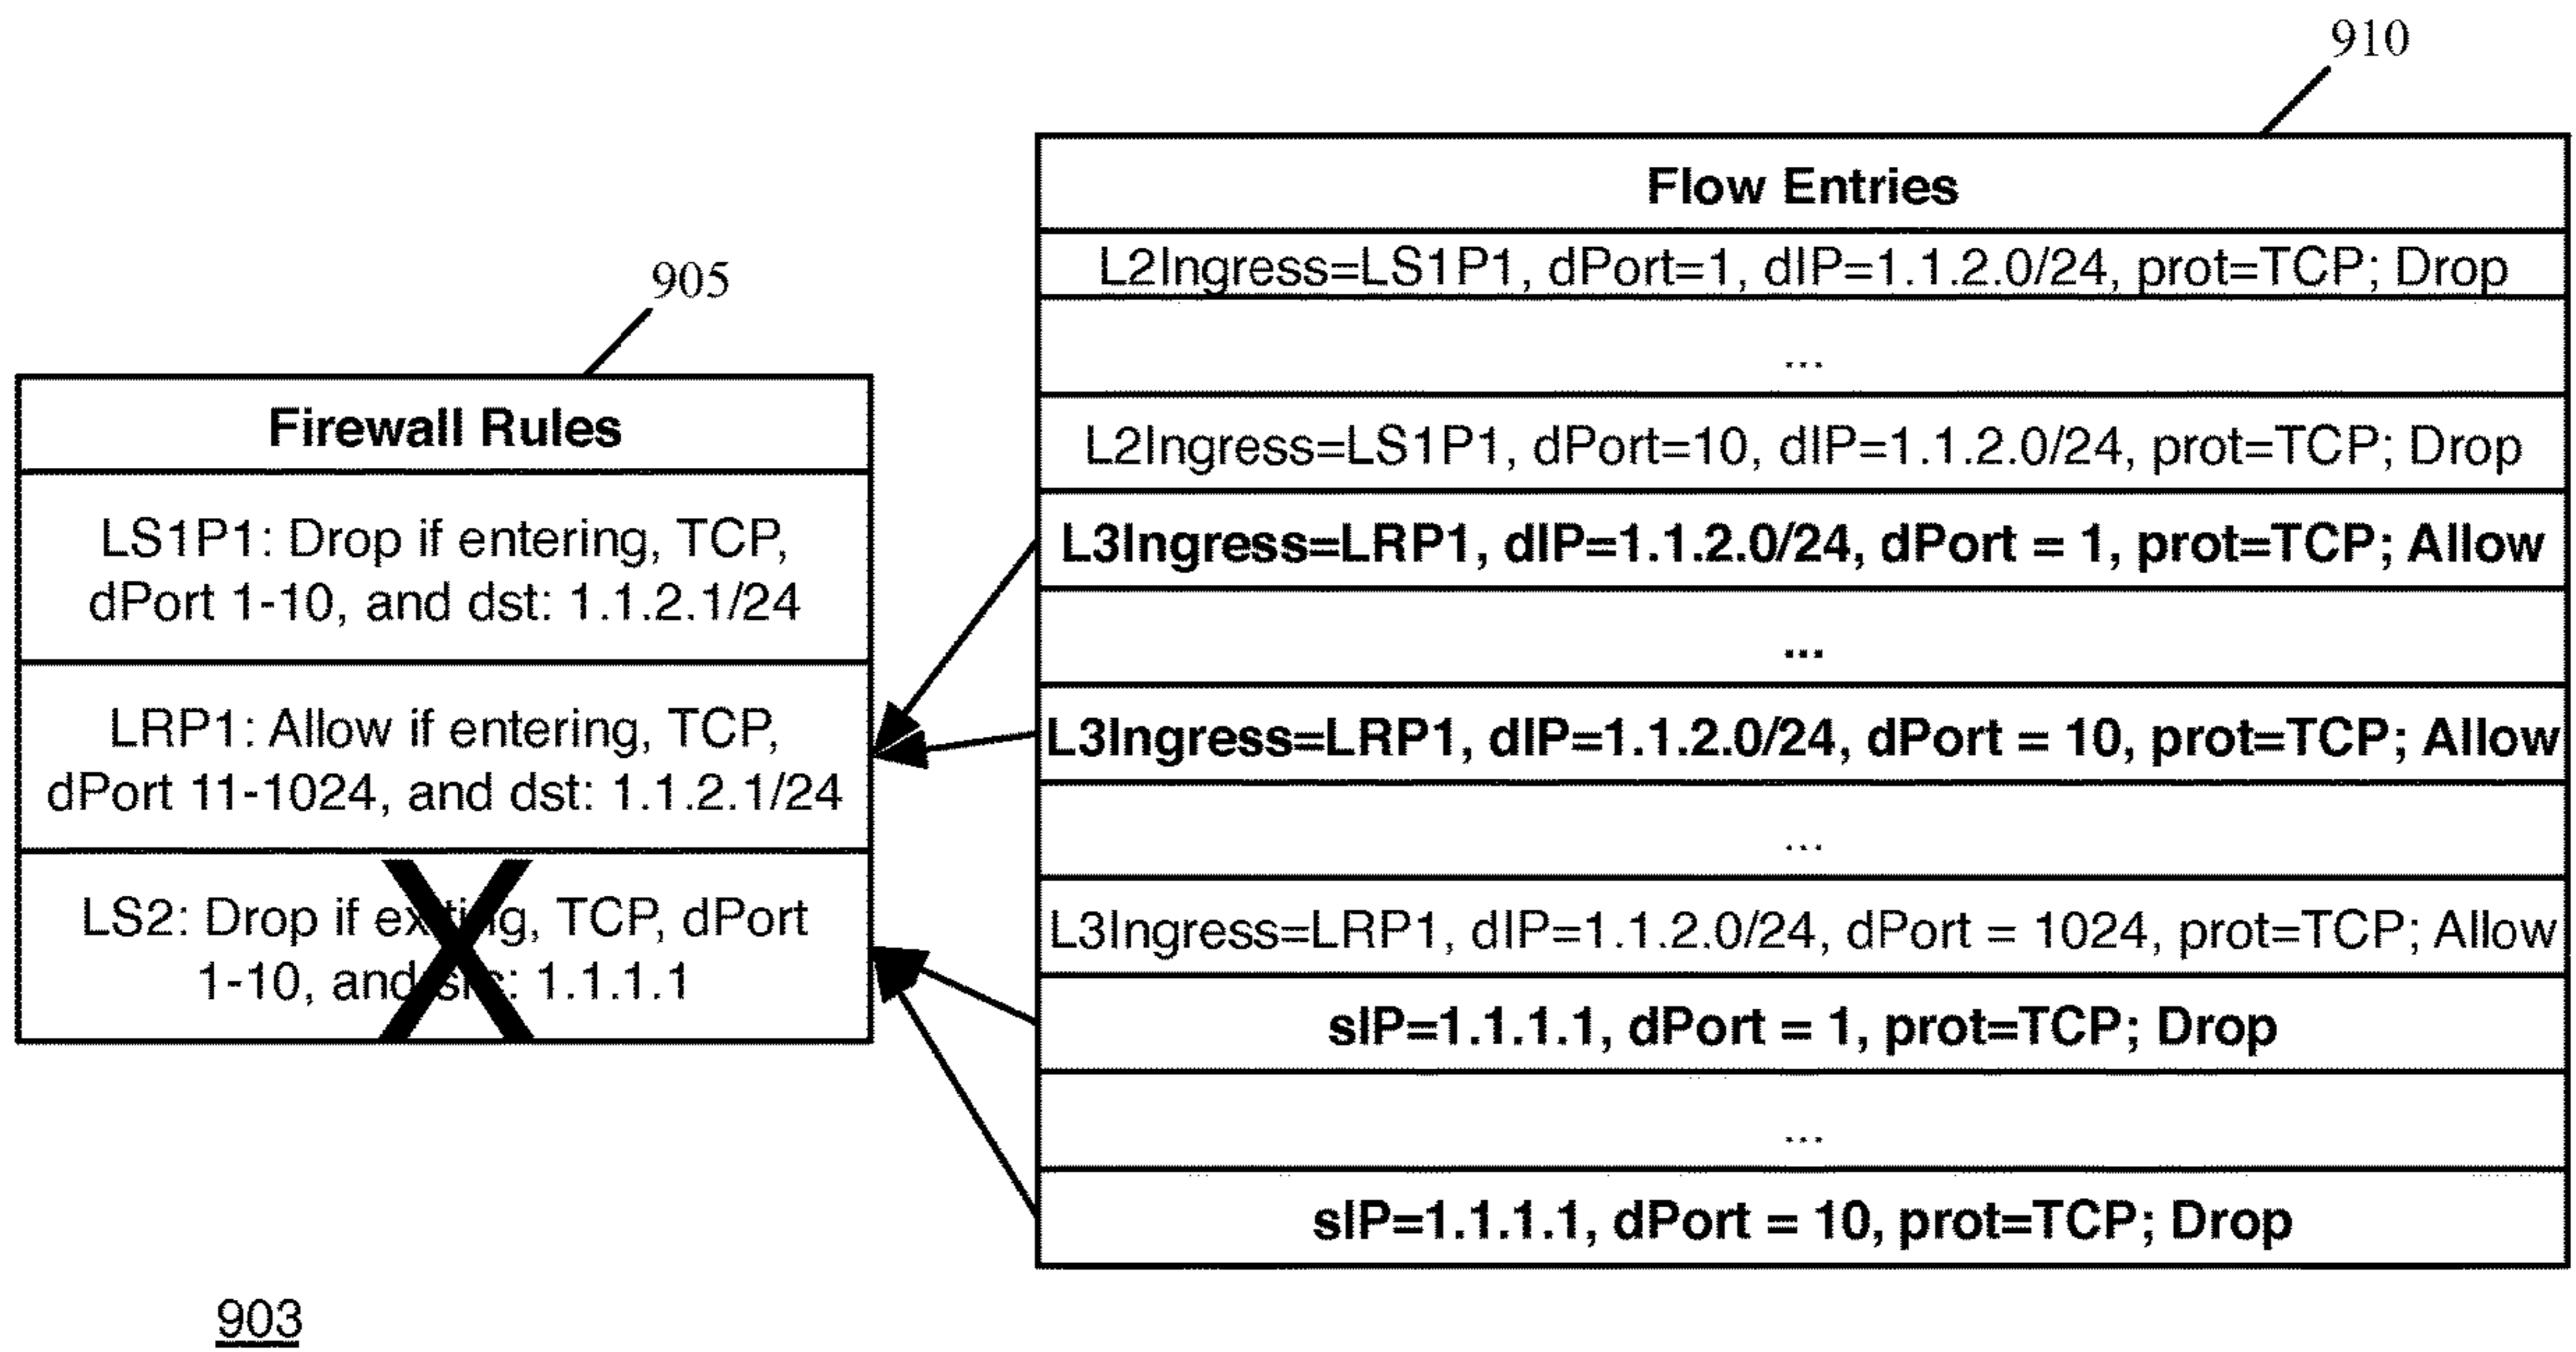 910
Flow Entries
L2Ingress=LS1P1, dPort=1, dIP=1.1.2.0/24, prot=TCP; Drop
...
L2Ingress=LS1P1, dPort=10, dIP=1.1.2.0/24, prot=TCP; Drop
L3Ingress=LRP1, dIP=1.1.2.0/24, dPort = 1, prot=TCP; Allow
...
L3Ingress=LRP1, dIP=1.1.2.0/24, dPort = 10, prot=TCP; Allow
...
L3Ingress=LRP1, dIP=1.1.2.0/24, dPort = 1024, prot=TCP; Allow
sIP=1.1.1.1, dPort = 1, prot=TCP; Drop
...
sIP=1.1.1.1, dPort = 10, prot=TCP; Drop
905
Firewall Rules
LS1P1: Drop if entering, TCP,
dPort 1-10, and dst: 1.1.2.1/24
LRP1: Allow if entering, TCP,
dPort 11-1024, and dst: 1.1.2.1/24
LS2: Drop if exiting, TCP, dPort
1-10, and src: 1.1.1.1
903